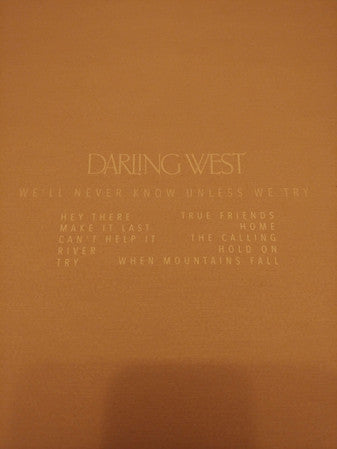 DARLING WEST
WE'LL NEVER KNOW UNLESS WE TRY
HEY THERE
MAKE IT LAST
CAN'T HELP IT
RIVER
TRY
TRUE FRIENDS
HOME
THE CALLING
HOLD ON
WHEN MOUNTAINS FALL